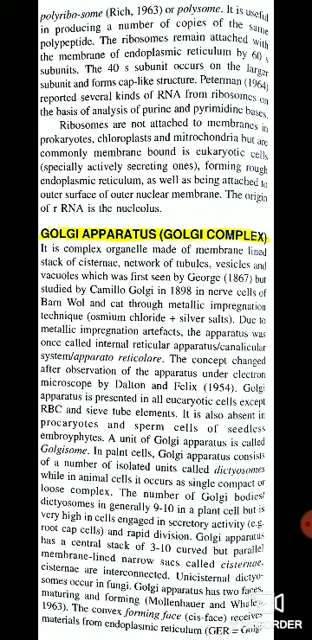 polyribo-some (Rich, 1963) or polysome. It is useful
in producing a number of copies of the same
polypeptide. The ribosomes remain attached with
the membrane of endoplasmic reticulum by 60 s
subunits. The 40 s subunit occurs on the larger
subunit and forms cap-like structure. Peterman (1964)
reported several kinds of RNA from ribosomes on
the basis of analysis of purine and pyrimidine bases.
Ribosomes are not attached to membranes in
prokaryotes, chloroplasts and mitrochondria but are
commonly membrane bound is eukaryotic cells
(specially actively secreting ones), forming rough
endoplasmic reticulum, as well as being attached to
outer surface of outer nuclear membrane. The origin
of r RNA is the nucleolus.
GOLGI APPARATUS (GOLGI COMPLEX)
It is complex organelle made of membrane lined
stack of cisternae, network of tubules, vesicles and
vacuoles which was first seen by George (1867) but
studied by Camillo Golgi in 1898 in nerve cells of
Barn Wol and cat through metallic impregnation
technique (osmium chloride + silver salts). Due to
metallic impregnation artefacts, the apparatus was
once called internal reticular apparatus/canalicular
system/apparato reticolare. The concept changed
after observation of the apparatus under electron
microscope by Dalton and Felix (1954). Golgi
apparatus is presented in all eucaryotic cells except
RBC and sieve tube elements. It is also absent in
procaryotes and sperm cells of seedless
embroyphytes. A unit of Golgi apparatus is called
Golgisome. In palnt cells, Golgi apparatus consists
of a number of isolated units called dictyosomes
while in animal cells it occurs as single compact or
loose complex. The number of Golgi bodies/
dictyosomes in generally 9-10 in a plant cell but is
very high in cells engaged in secretory activity (e.g.
root cap cells) and rapid division. Golgi apparatus
has a central stack of 3-10 curved but parallel
membrane-lined narrow sacs called cisternae.
cisternae are interconnected. Unicisternal dictyo-
somes occur in fungi. Golgi apparatus has two faces,
maturing and forming (Mollenhauer and Whaley
1963). The convex forming face (cis-face) receives
materials from endoplasmic reticulum (GER = Golgi